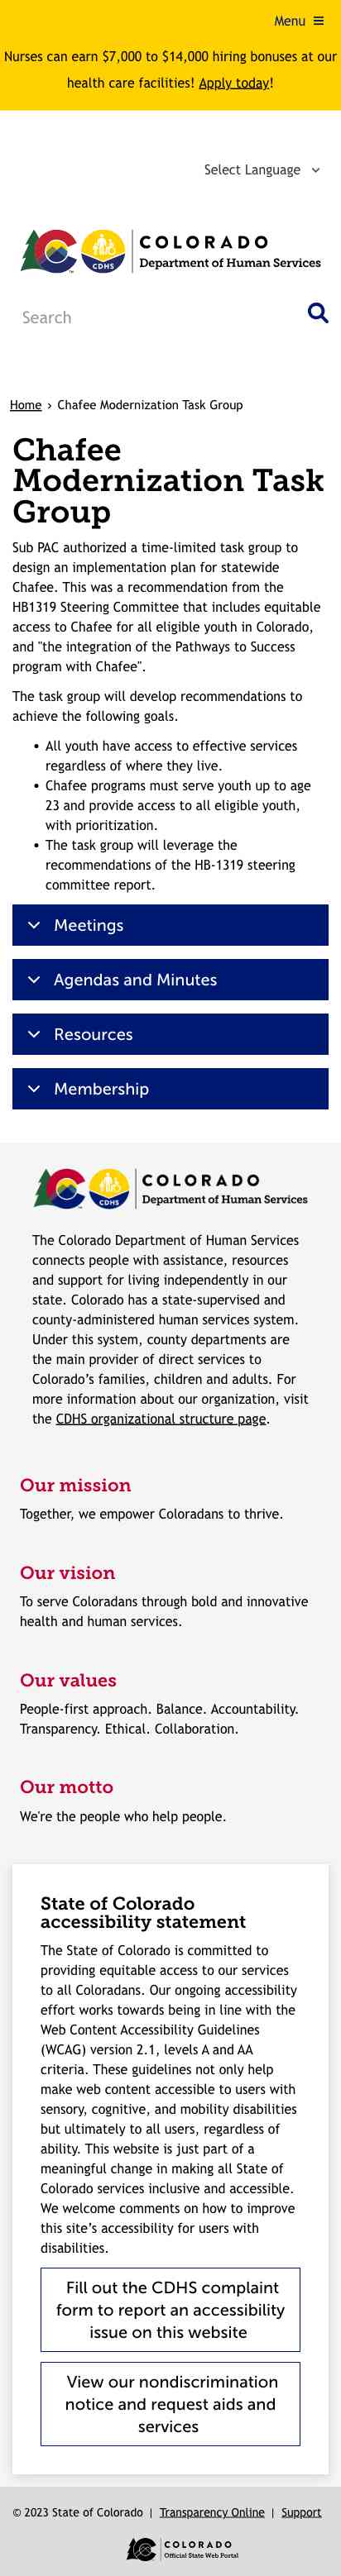 Menu
Nurses can earn $7,000 to $14,000 hiring bonuses at our
health care facilities! Apply today!
Select Language
CDHS
COLORADO
Department of Human Services
Search
Home › Chafee Modernization Task Group
Chafee
Modernization Task
Group
Sub PAC authorized a time-limited task group to
design an implementation plan for statewide
Chafee. This was a recommendation from the
HB1319 Steering Committee that includes equitable
access to Chafee for all eligible youth in Colorado,
and "the integration of the Pathways to Success
program with Chafee".
The task group will develop recommendations to
achieve the following goals.
• All youth have access to effective services
regardless of where they live.
• Chafee programs must serve youth up to age
23 and provide access to all eligible youth,
with prioritization.
• The task group will leverage the
recommendations of the HB-1319 steering
committee report.
Meetings
Agendas and Minutes
Resources
Membership
CDHS
COLORADO
Department of Human Services
The Colorado Department of Human Services
connects people with assistance, resources
and support for living independently in our
state. Colorado has a state-supervised and
county-administered human services system.
Under this system, county departments are
the main provider of direct services to
Colorado’s families, children and adults. For
more information about our organization, visit
the CDHS organizational structure page.
Our mission
Together, we empower Coloradans to thrive.
Our vision
To serve Coloradans through bold and innovative
health and human services.
Our values
People-first approach. Balance. Accountability.
Transparency. Ethical. Collaboration.
Our motto
We're the people who help people.
State of Colorado
accessibility statement
The State of Colorado is committed to
providing equitable access to our services
to all Coloradans. Our ongoing accessibility
effort works towards being in line with the
Web Content Accessibility Guidelines
(WCAG) version 2.1, levels A and AA
criteria. These guidelines not only help
make web content accessible to users with
sensory, cognitive, and mobility disabilities
but ultimately to all users, regardless of
ability. This website is just part of a
meaningful change in making all State of
Colorado services inclusive and accessible.
We welcome comments on how to improve
this site’s accessibility for users with
disabilities.
Fill out the CDHS complaint
form to report an accessibility
issue on this website
View our nondiscrimination
notice and request aids and
services
© 2023 State of Colorado | Transparency Online | Support
COLORADO
Official State Web Portal